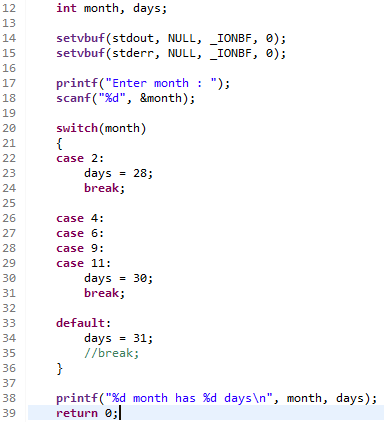 12 int month, days;
13
14 setvbuf(stdout, NULL, _IONBF, 0);
15 setvbuf(stderr, NULL, _IONBF, 0);
16
17 printf("Enter month : ");
18 scanf("%d", &month);
19
20 switch(month)
21 {
22 case 2:
23     days = 28;
24     break;
25
26 case 4:
27 case 6:
28 case 9:
29 case 11:
30     days = 30;
31     break;
32
33 default:
34     days = 31;
35     //break;
36 }
37
38 printf("%d month has %d days\n", month, days);
39 return 0;